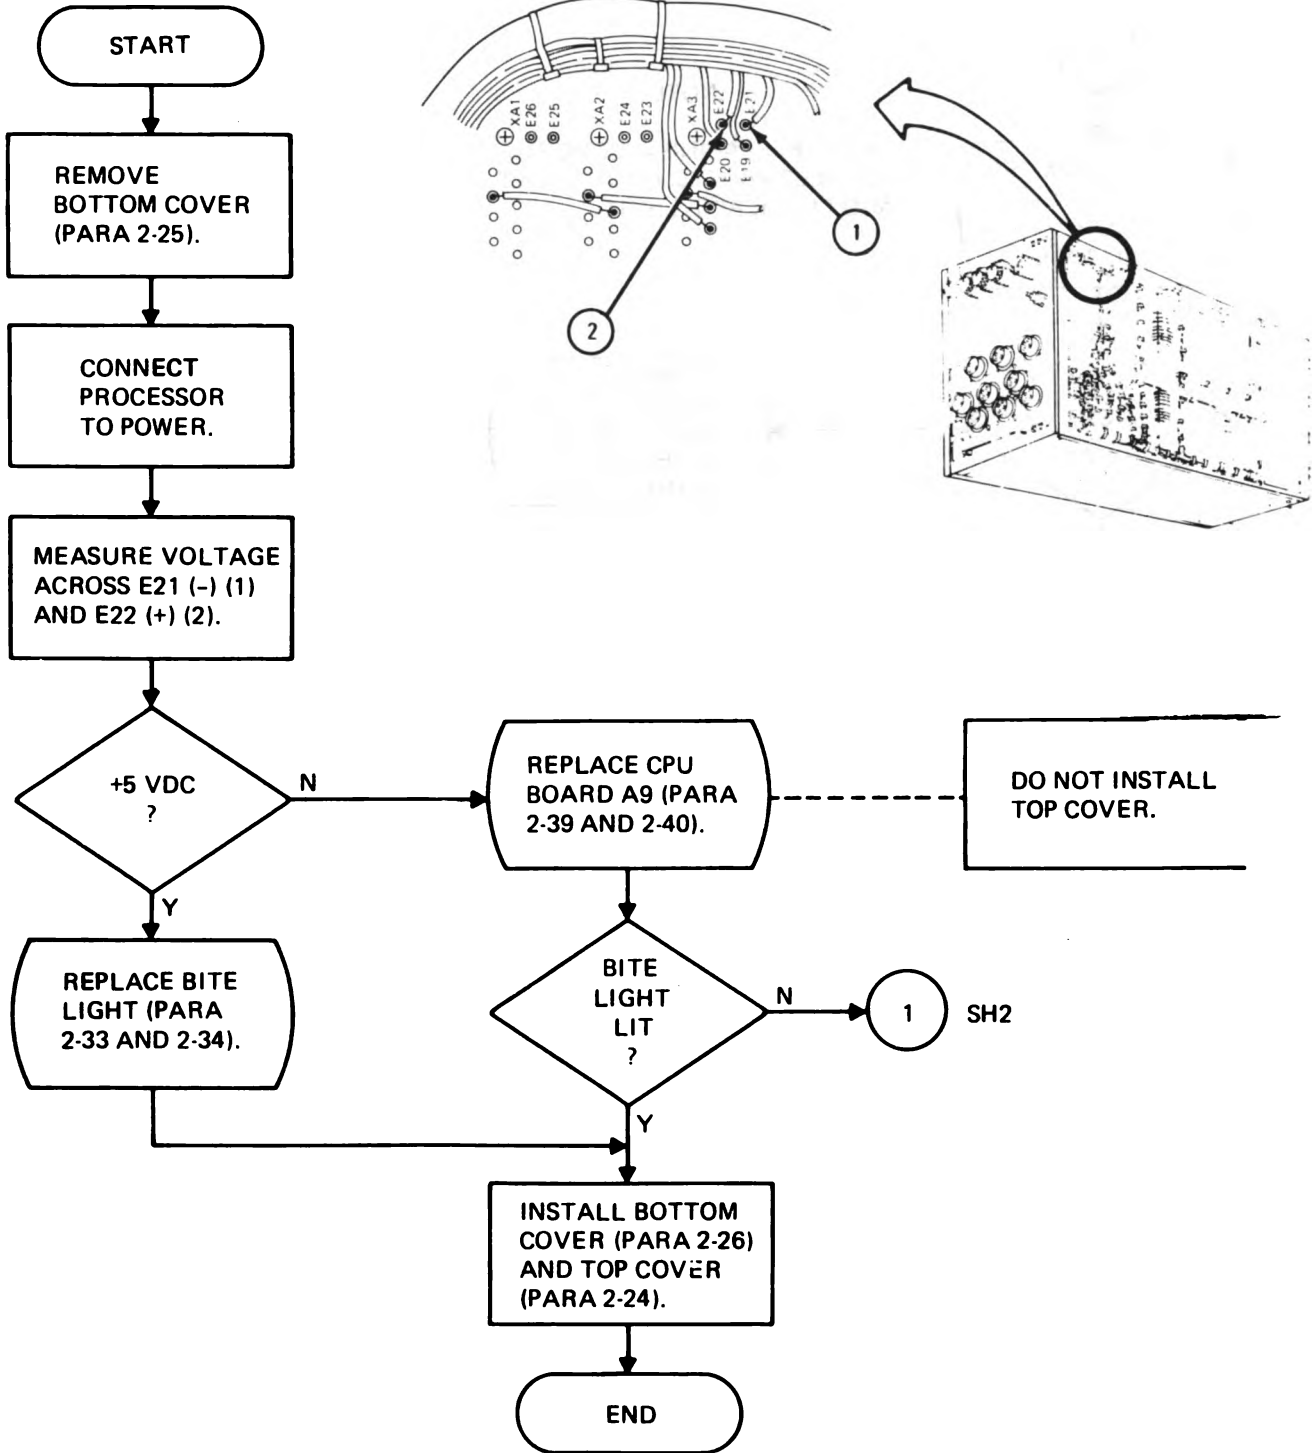 START
REMOVE
BOTTOM COVER
(PARA 2-25).
CONNECT
PROCESSOR
TO POWER.
MEASURE VOLTAGE
ACROSS E21 (-) (1)
AND E22 (+) (2).
XA1
E26
E25
XA2
E24
E23
XA3
E22
E21
E20
E19
1
2
+5 VDC
?
N
Y
REPLACE CPU
BOARD A9 (PARA
2-39 AND 2-40).
DO NOT INSTALL
TOP COVER.
REPLACE BITE
LIGHT (PARA
2-33 AND 2-34).
BITE
LIGHT
LIT
?
N
1
SH2
Y
INSTALL BOTTOM
COVER (PARA 2-26)
AND TOP COVER
(PARA 2-24).
END